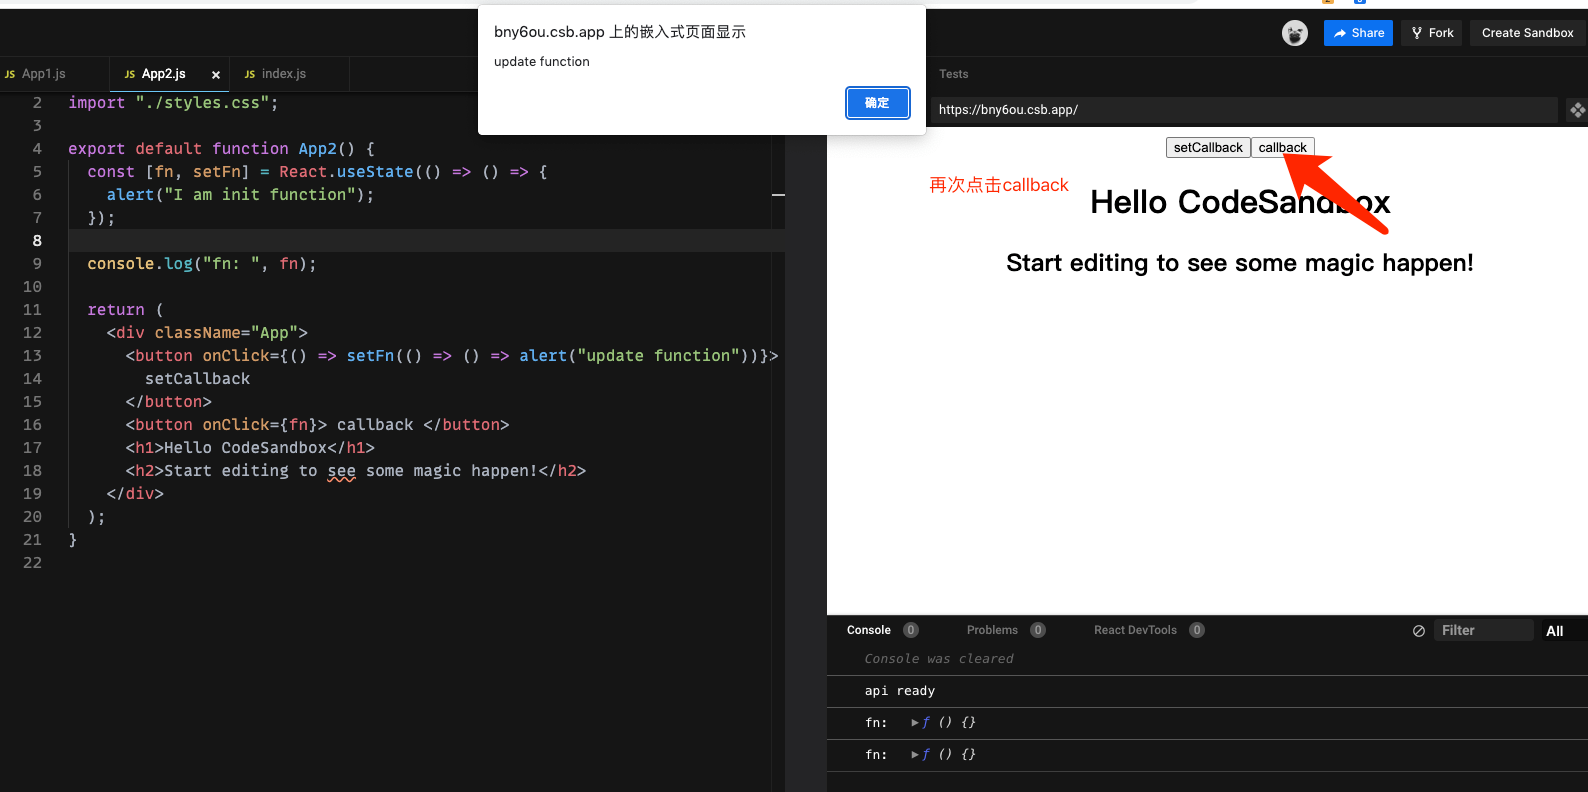 bny6ou.csb.app 上的嵌入式页面显示
update function
确定
Share
Fork
Create Sandbox
JS App1.js
JS App2.js ×
JS index.js
Tests
https://bny6ou.csb.app/
2 import "./styles.css";
3
4 export default function App2() {
5 const [fn, setFn] = React.useState(() => () => {
6 alert("I am init function");
7 });
8
9 console.log("fn: ", fn);
10
11 return (
12 <div className="App">
13 <button onClick={() => setFn(() => () => alert("update function"))}>
14 setCallback
15 </button>
16 <button onClick={fn}> callback </button>
17 <h1>Hello CodeSandbox</h1>
18 <h2>Start editing to see some magic happen!</h2>
19 </div>
20 );
21 }
22
setCallback callback
再次点击callback
Hello CodeSandbox
Start editing to see some magic happen!
Console 0 Problems 0 React DevTools 0 Filter All
Console was cleared
api ready
fn: ▶ƒ () {}
fn: ▶ƒ () {}